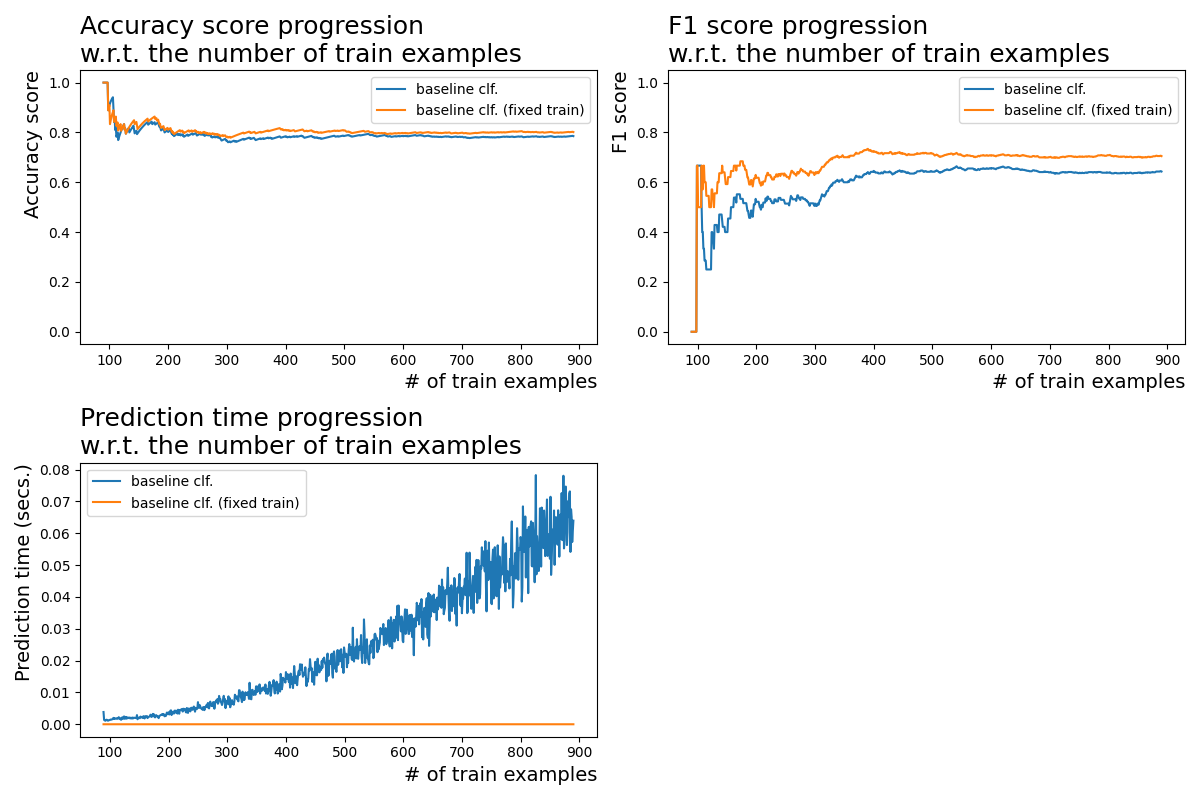 Accuracy score progression
w.r.t. the number of train examples
Accuracy score
1.0
0.8
0.6
0.4
0.2
0.0
baseline clf.
baseline clf. (fixed train)
100 200 300 400 500 600 700 800 900
# of train examples
F1 score progression
w.r.t. the number of train examples
F1 score
1.0
0.8
0.6
0.4
0.2
0.0
baseline clf.
baseline clf. (fixed train)
100 200 300 400 500 600 700 800 900
# of train examples
Prediction time progression
w.r.t. the number of train examples
Prediction time (secs.)
0.08
0.07
0.06
0.05
0.04
0.03
0.02
0.01
0.00
baseline clf.
baseline clf. (fixed train)
100 200 300 400 500 600 700 800 900
# of train examples